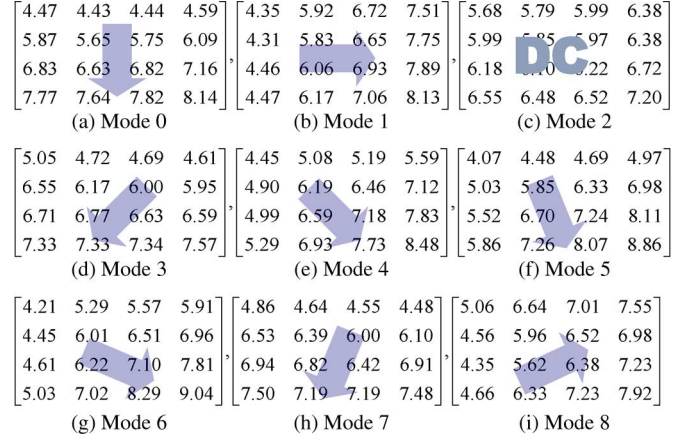 4.47 4.43 4.44 4.59 4.35 5.92 6.72 7.51 5.68 5.79 5.99 6.38
5.87 5.65 5.75 6.09 4.31 5.83 6.65 7.75 5.99 5.85 5.97 6.38
6.83 6.63 6.82 7.16 , 4.46 6.06 6.93 7.89 , 6.18 6.22 6.72
7.77 7.64 7.82 8.14 4.47 6.17 7.06 8.13 6.55 6.48 6.52 7.20
DC
(a) Mode 0 (b) Mode 1 (c) Mode 2
5.05 4.72 4.69 4.61 4.45 5.08 5.19 5.59 4.07 4.48 4.69 4.97
6.55 6.17 6.00 5.95 4.90 6.19 6.46 7.12 5.03 5.85 6.33 6.98
6.71 6.77 6.63 6.59 , 4.99 6.59 7.18 7.83 , 5.52 6.70 7.24 8.11
7.33 7.33 7.34 7.57 5.29 6.93 7.73 8.48 5.86 7.26 8.07 8.86
(d) Mode 3 (e) Mode 4 (f) Mode 5
4.21 5.29 5.57 5.91 4.86 4.64 4.55 4.48 5.06 6.64 7.01 7.55
4.45 6.01 6.51 6.96 6.53 6.39 6.00 6.10 4.56 5.96 6.52 6.98
4.61 6.22 7.10 7.81 , 6.94 6.82 6.42 6.91 , 4.35 5.62 6.38 7.23
5.03 7.02 8.29 9.04 7.50 7.19 7.19 7.48 4.66 6.33 7.23 7.92
(g) Mode 6 (h) Mode 7 (i) Mode 8